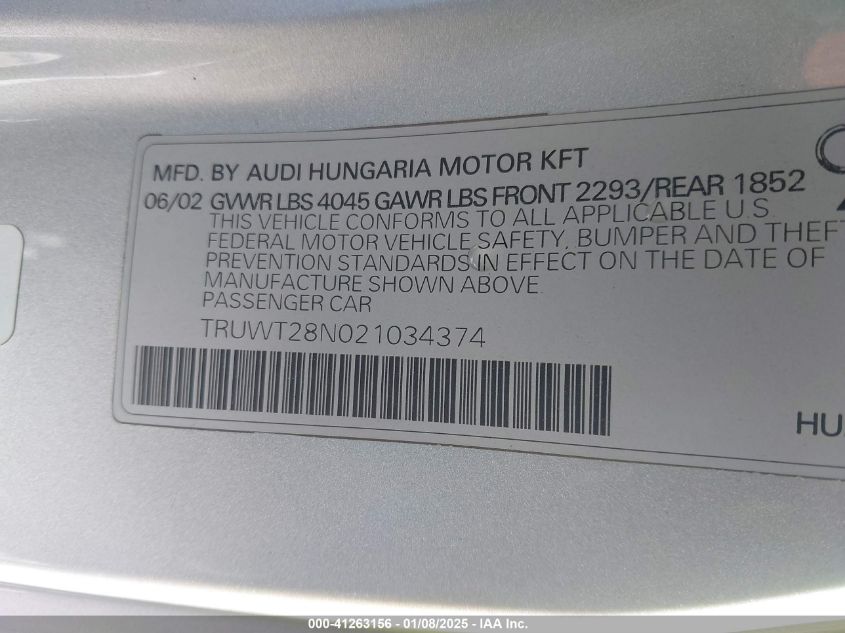 MFD. BY AUDI HUNGARIA MOTOR KFT
06/02 GVWR LBS 4045 GAWR LBS FRONT 2293/REAR 1852
THIS VEHICLE CONFORMS TO ALL APPLICABLE U.S.
FEDERAL MOTOR VEHICLE SAFETY, BUMPER AND THEFT
PREVENTION STANDARDS IN EFFECT ON THE DATE OF
MANUFACTURE SHOWN ABOVE.
PASSENGER CAR
TRUWT28N021034374
HU
000-41263156 - 01/08/2025 - IAA Inc.